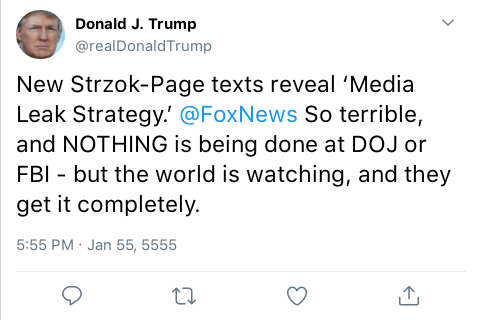 Donald J. Trump
@realDonaldTrump
New Strzok-Page texts reveal ‘Media
Leak Strategy.’ @FoxNews So terrible,
and NOTHING is being done at DOJ or
FBI - but the world is watching, and they
get it completely.
5:55 PM · Jan 55, 5555